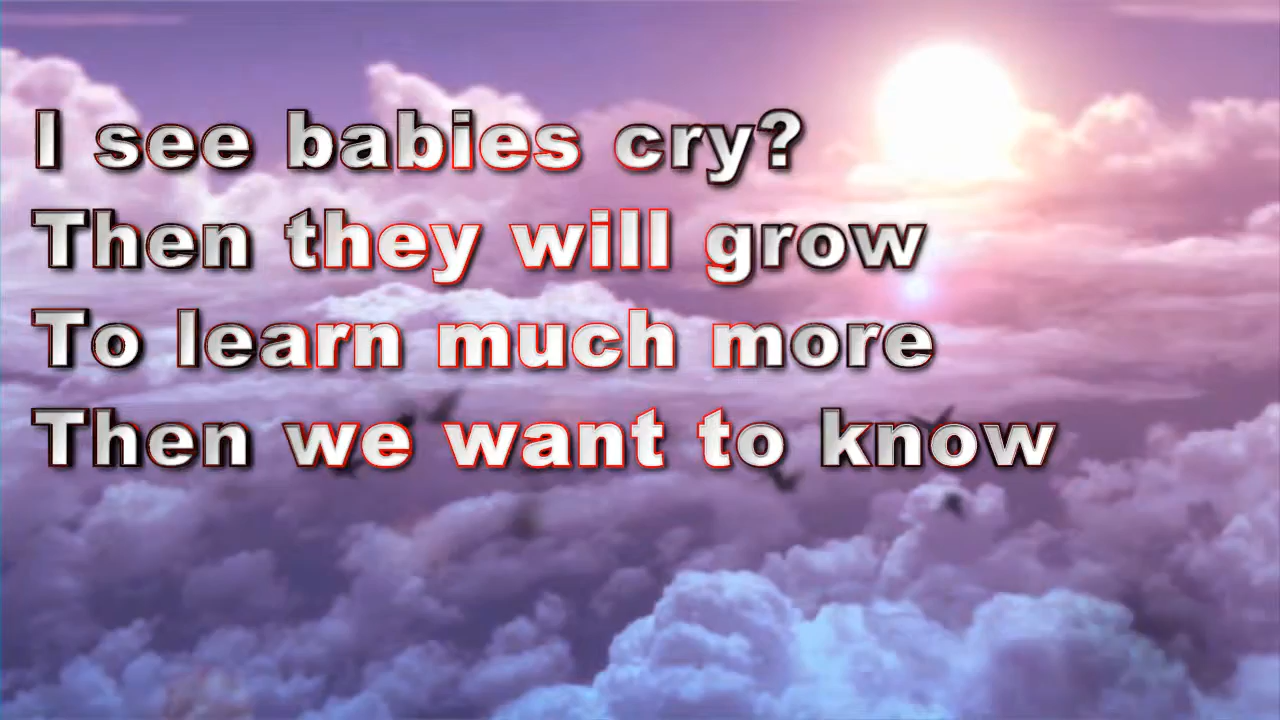 I see babies cry?
Then they will grow
To learn much more
Then we want to know